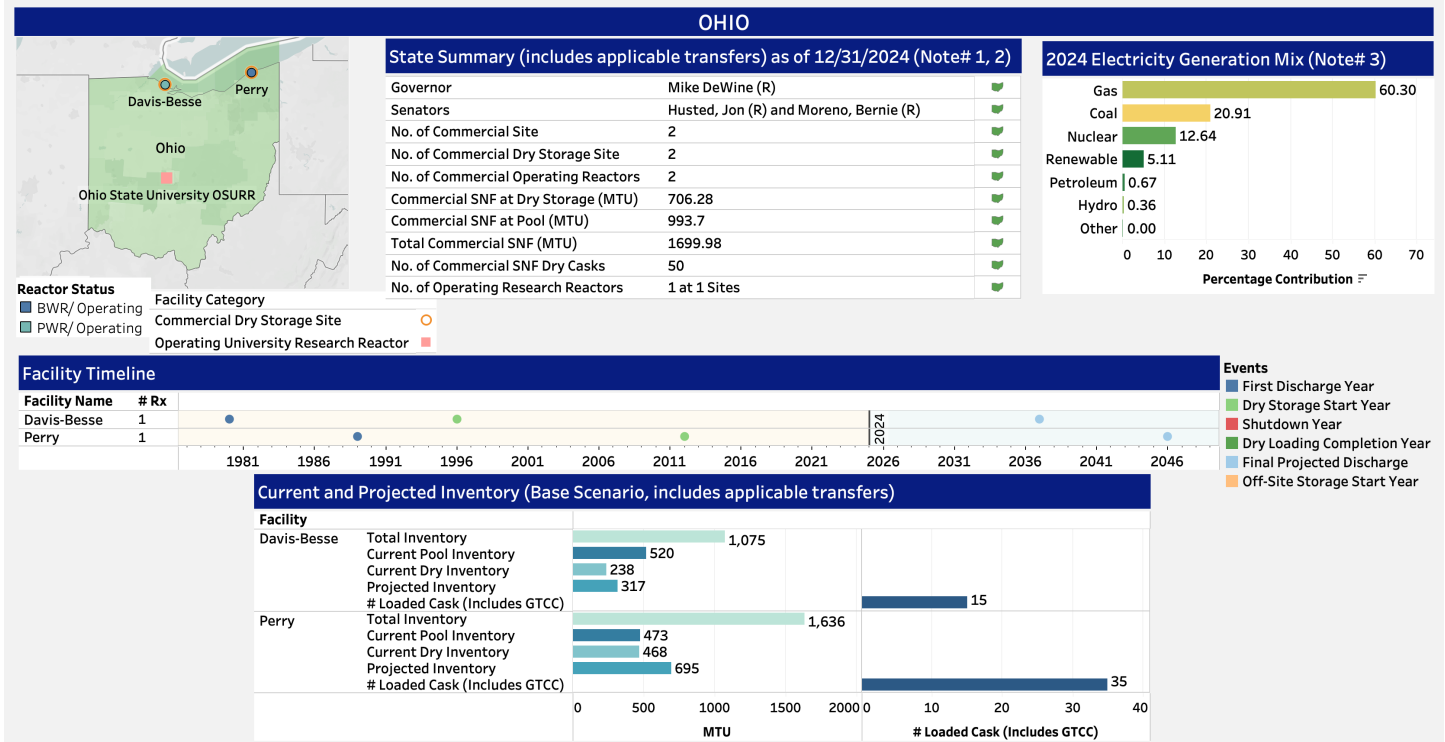 OHIO
Davis-Besse
Perry
Ohio
Ohio State University OSURR
Reactor Status
BWR/ Operating
PWR/ Operating
Facility Category
Commercial Dry Storage Site
Operating University Research Reactor
State Summary (includes applicable transfers) as of 12/31/2024 (Note# 1, 2)
Governor Mike DeWine (R)
Senators Husted, Jon (R) and Moreno, Bernie (R)
No. of Commercial Site 2
No. of Commercial Dry Storage Site 2
No. of Commercial Operating Reactors 2
Commercial SNF at Dry Storage (MTU) 706.28
Commercial SNF at Pool (MTU) 993.7
Total Commercial SNF (MTU) 1699.98
No. of Commercial SNF Dry Casks 50
No. of Operating Research Reactors 1 at 1 Sites
2024 Electricity Generation Mix (Note# 3)
Gas 60.30
Coal 20.91
Nuclear 12.64
Renewable 5.11
Petroleum 0.67
Hydro 0.36
Other 0.00
0 10 20 30 40 50 60 70
Percentage Contribution
Facility Timeline
Facility Name # Rx
Davis-Besse 1
Perry 1
2024
1981 1986 1991 1996 2001 2006 2011 2016 2021 2026 2031 2036 2041 2046
Events
First Discharge Year
Dry Storage Start Year
Shutdown Year
Dry Loading Completion Year
Final Projected Discharge
Off-Site Storage Start Year
Current and Projected Inventory (Base Scenario, includes applicable transfers)
Facility
Davis-Besse Total Inventory 1,075
Current Pool Inventory 520
Current Dry Inventory 238
Projected Inventory 317
# Loaded Cask (Includes GTCC) 15
Perry Total Inventory 1,636
Current Pool Inventory 473
Current Dry Inventory 468
Projected Inventory 695
# Loaded Cask (Includes GTCC) 35
0 500 1000 1500 2000 0 10 20 30 40
MTU # Loaded Cask (Includes GTCC)